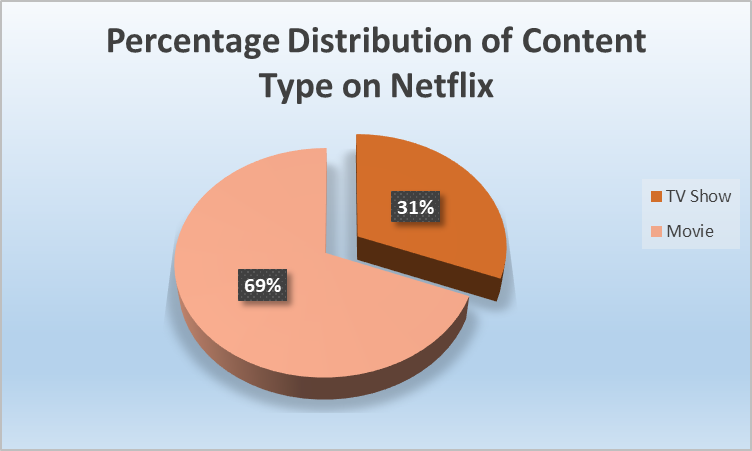 Percentage Distribution of Content
Type on Netflix
31%
69%
TV Show
Movie